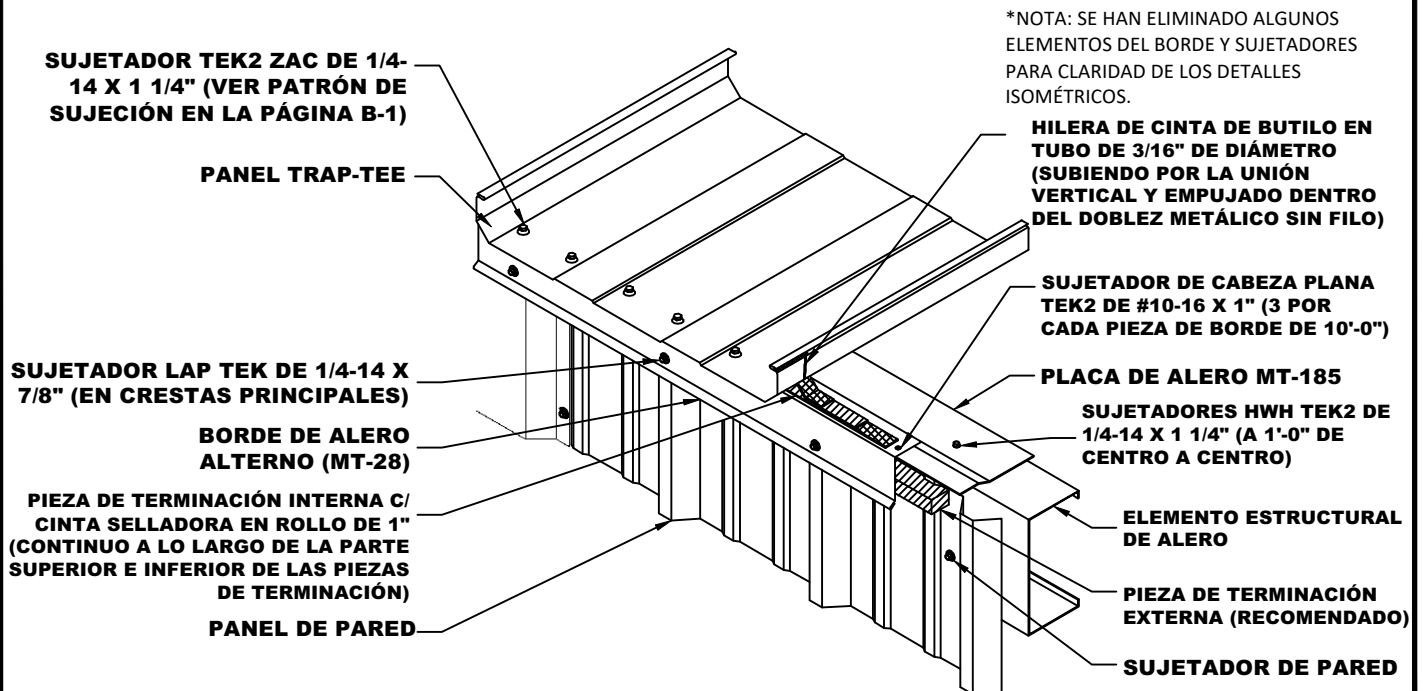 *NOTA: SE HAN ELIMINADO ALGUNOS
ELEMENTOS DEL BORDE Y SUJETADORES
PARA CLARIDAD DE LOS DETALLES
ISOMÉTRICOS.
SUJETADOR TEK2 ZAC DE 1/4-
14 X 1 1/4" (VER PATRÓN DE
SUJECIÓN EN LA PÁGINA B-1)
PANEL TRAP-TEE
SUJETADOR LAP TEK DE 1/4-14 X
7/8" (EN CRESTAS PRINCIPALES)
BORDE DE ALERO
ALTERNO (MT-28)
PIEZA DE TERMINACIÓN INTERNA C/
CINTA SELLADORA EN ROLLO DE 1"
(CONTINUO A LO LARGO DE LA PARTE
SUPERIOR E INFERIOR DE LAS PIEZAS
DE TERMINACIÓN)
PANEL DE PARED
HILERA DE CINTA DE BUTILO EN
TUBO DE 3/16" DE DIÁMETRO
(SUBIENDO POR LA UNIÓN
VERTICAL Y EMPUJADO DENTRO
DEL DOBLEZ METÁLICO SIN FILO)
SUJETADOR DE CABEZA PLANA
TEK2 DE #10-16 X 1" (3 POR
CADA PIEZA DE BORDE DE 10'-0")
PLACA DE ALERO MT-185
SUJETADORES HWH TEK2 DE
1/4-14 X 1 1/4" (A 1'-0" DE
CENTRO A CENTRO)
ELEMENTO ESTRUCTURAL
DE ALERO
PIEZA DE TERMINACIÓN
EXTERNA (RECOMENDADO)
SUJETADOR DE PARED